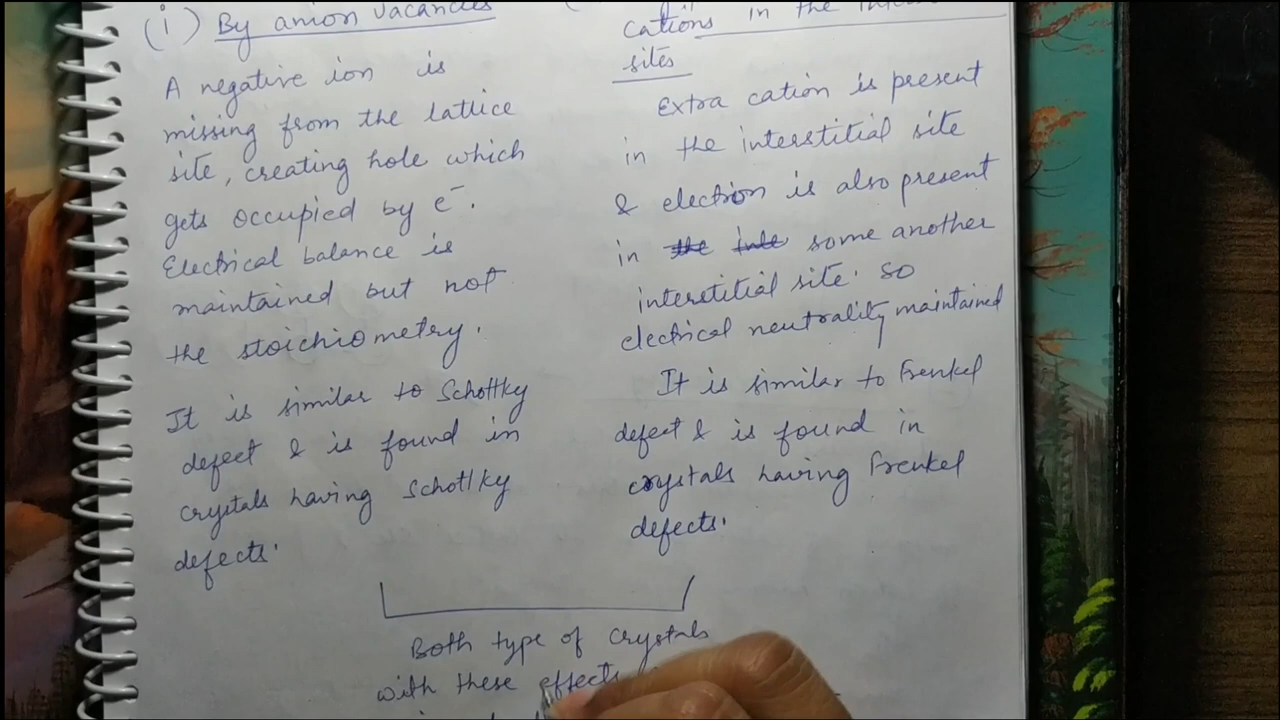 (i) By anion vacancies
A negative ion is
missing from the lattice
site, creating hole which
gets occupied by e⁻.
Electrical balance is
maintained but not
the stoichiometry.
It is similar to Schottky
defect & is found in
crystals having Schottky
defects.
cations in the
sites
Extra cation is present
in the interstitial site
& electron is also present
in some another
interstitial site. so
electrical neutrality maintained
It is similar to Frenkel
defect & is found in
crystals having Frenkel
defects.
Both type of crystals
with these effects